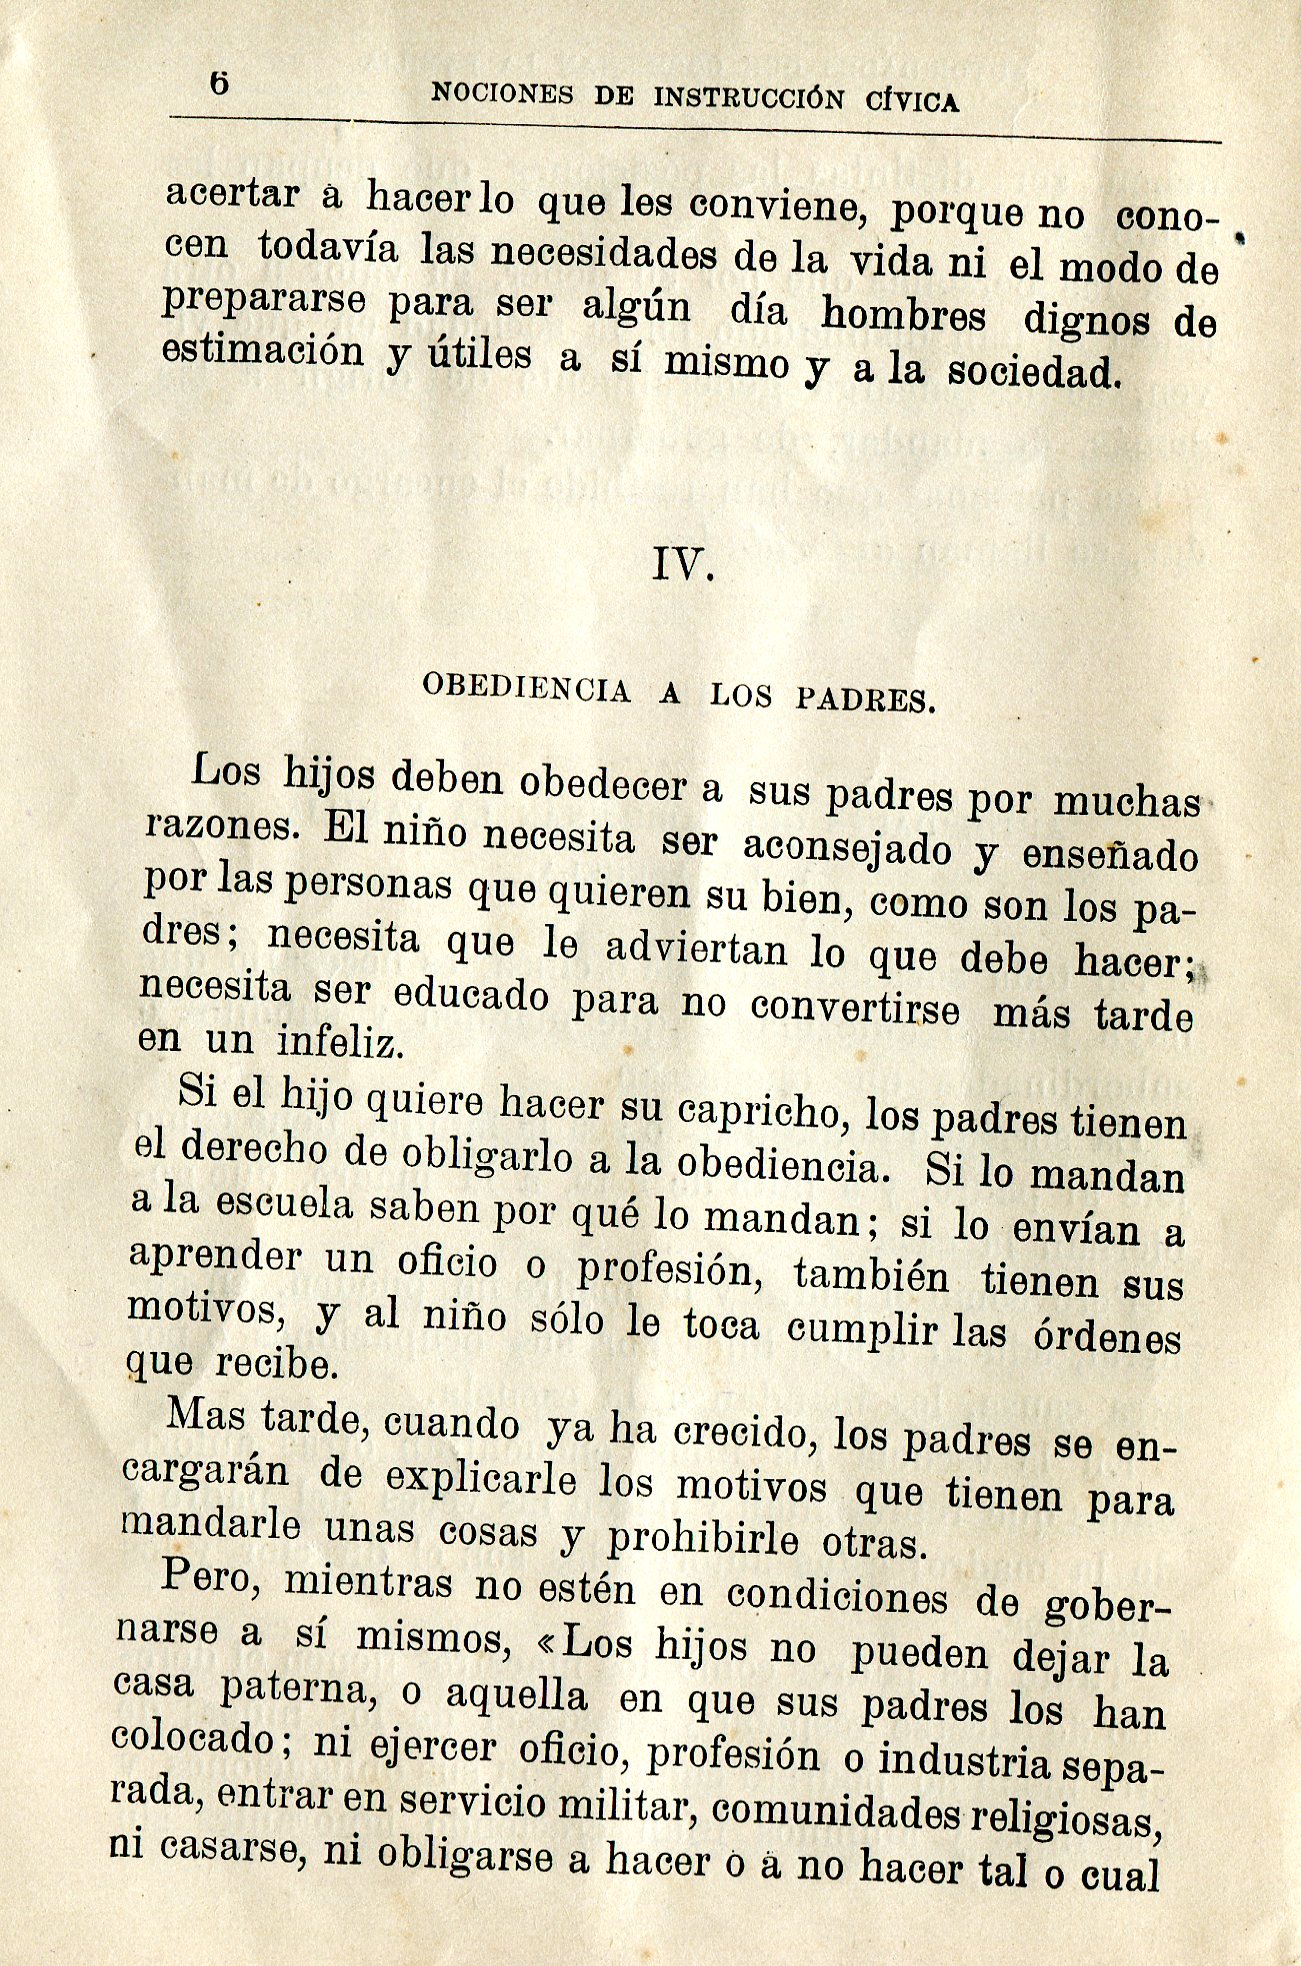 6
NOCIONES DE INSTRUCCIÓN CÍVICA
acertar à hacer lo que les conviene, porque no cono-
cen todavía las necesidades de la vida ni el modo de
prepararse para ser algún día hombres dignos de
estimación y útiles a sí mismo y a la sociedad.
IV.
OBEDIENCIA A LOS PADRES.
Los hijos deben obedecer a sus padres por muchas
razones. El niño necesita ser aconsejado y enseñado
por las personas que quieren su bien, como son los pa-
dres; necesita que le adviertan lo que debe hacer;
necesita ser educado para no convertirse más tarde
en un infeliz.
Si el hijo quiere hacer su capricho, los padres tienen
el derecho de obligarlo a la obediencia. Si lo mandan
a la escuela saben por qué lo mandan; si lo envían a
aprender un oficio o profesión, también tienen sus
motivos, y al niño sólo le toca cumplir las órdenes
que recibe.
Mas tarde, cuando ya ha crecido, los padres se en-
cargarán de explicarle los motivos que tienen para
mandarle unas cosas y prohibirle otras.
Pero, mientras no estén en condiciones de gober-
narse a sí mismos, «Los hijos no pueden dejar la
casa paterna, o aquella en que sus padres los han
colocado; ni ejercer oficio, profesión o industria sepa-
rada, entrar en servicio militar, comunidades religiosas,
ni casarse, ni obligarse a hacer ò à no hacer tal o cual